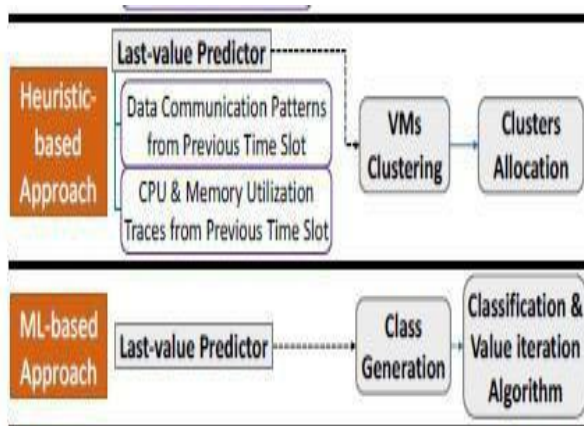 Heuristic-
based
Approach
Last-value Predictor
Data Communication Patterns
from Previous Time Slot
CPU & Memory Utilization
Traces from Previous Time Slot
VMs
Clustering
Clusters
Allocation
ML-based
Approach
Last-value Predictor
Class
Generation
Classification &
Value iteration
Algorithm